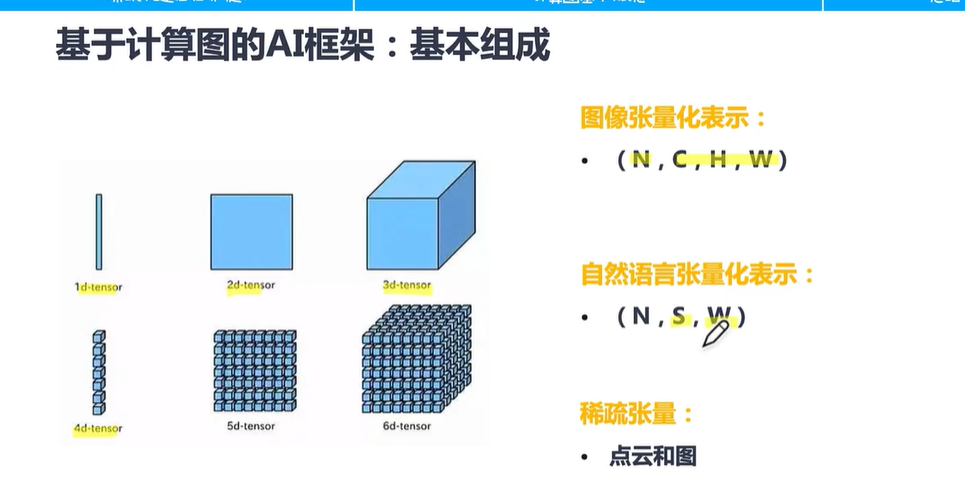 基于计算图的AI框架：基本组成
图像张量化表示：
• （N , C , H , W）
1d-tensor 2d-tensor 3d-tensor
自然语言张量化表示：
• （N , S , W）
4d-tensor 5d-tensor 6d-tensor
稀疏张量：
• 点云和图